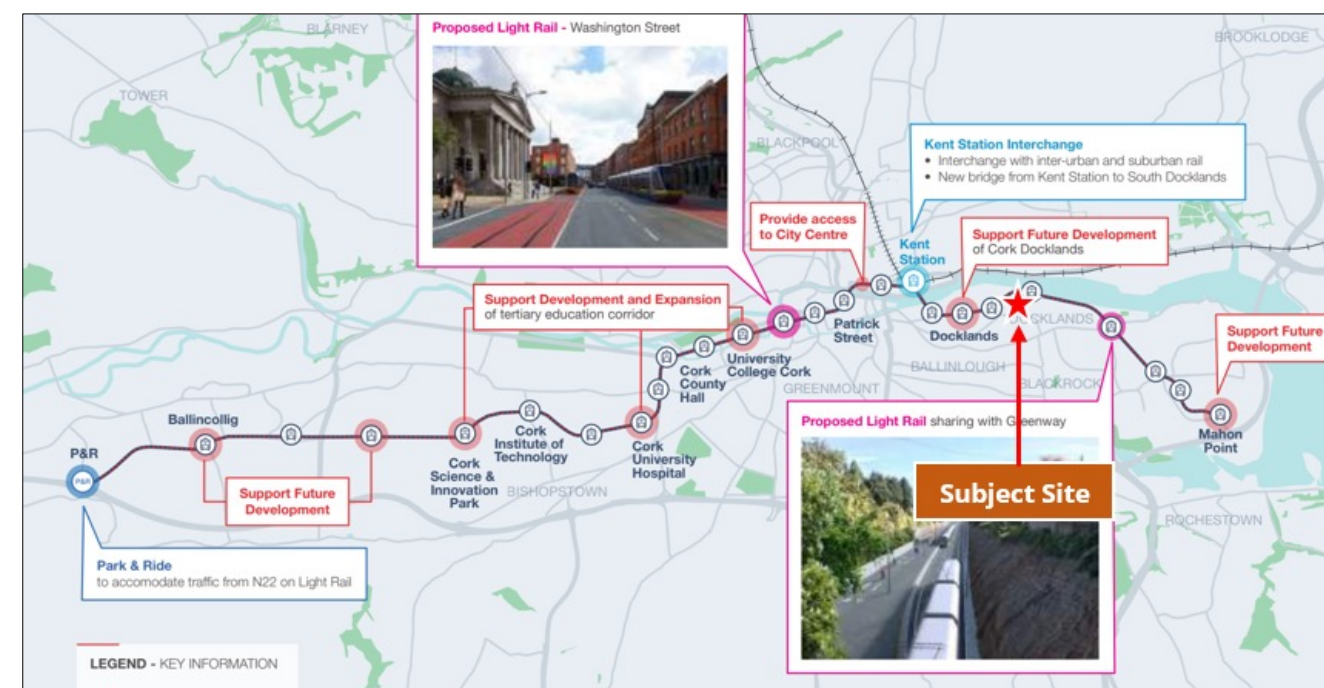 BLARNEY
TOWER
Proposed Light Rail - Washington Street
BLACKPOOL
BROOKLODGE
Kent Station Interchange
• Interchange with inter-urban and suburban rail
• New bridge from Kent Station to South Docklands
Provide access
to City Centre
Kent
Station
Support Future Development
of Cork Docklands
Support Development and Expansion
of tertiary education corridor
Patrick
Street
Docklands
DOCKLANDS
University
College Cork
Cork
County
Hall
GREENMOUNT
BALLINLOUGH
BLACKROCK
Support Future
Development
Mahon
Point
Ballincollig
P&R
P&R
Support Future
Development
Cork
Science &
Innovation
Park
Cork
Institute of
Technology
Cork
University
Hospital
BISHOPSTOWN
Proposed Light Rail sharing with Greenway
Subject Site
ROCHESTOWN
Park & Ride
to accomodate traffic from N22 on Light Rail
LEGEND - KEY INFORMATION